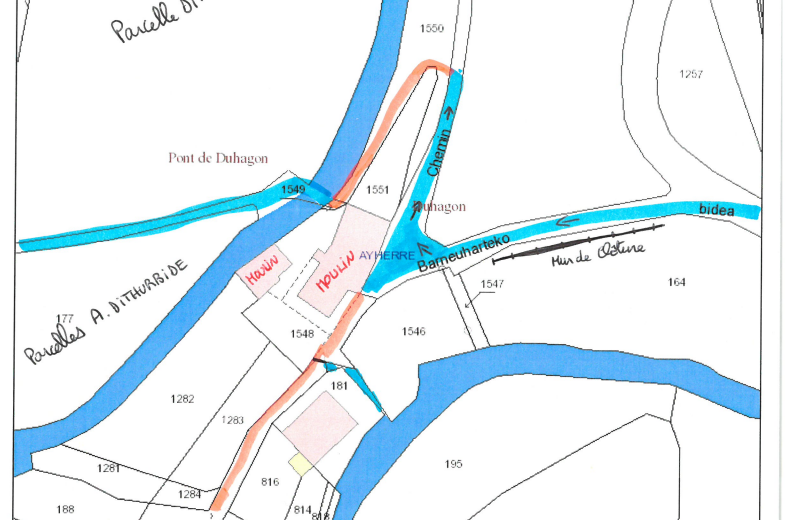 Parcelle
1550
1257
Pont de Duhagon
1549
1551
Chemin
Duhagon
bidea
AYHERRE
Barneuharteko
Mur de Clôture
MOULIN
MOULIN
1547
164
177
Parcelles A. DITHURBIDE
1548
1546
181
1282
1283
195
1281
1284
816
188
814
818